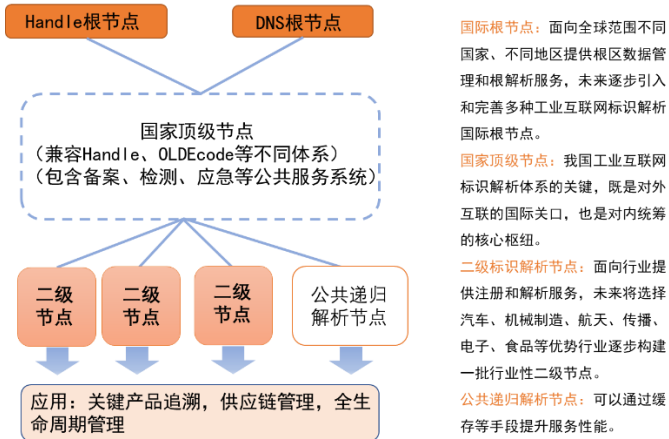 Handle根节点
DNS根节点
国家顶级节点
(兼容Handle、OLDEcode等不同体系)
(包含备案、检测、应急等公共服务系统)
二级
节点
二级
节点
二级
节点
公共递归
解析节点
应用：关键产品追溯，供应链管理，全生
命周期管理
国际根节点：面向全球范围不同
国家、不同地区提供根区数据管
理和根解析服务，未来逐步引入
和完善多种工业互联网标识解析
国际根节点。
国家顶级节点：我国工业互联网
标识解析体系的关键，既是对外
互联的国际关口，也是对内统筹
的核心枢纽。
二级标识解析节点：面向行业提
供注册和解析服务，未来将选择
汽车、机械制造、航天、传播、
电子、食品等优势行业逐步构建
一批行业性二级节点。
公共递归解析节点：可以通过缓
存等手段提升服务性能。